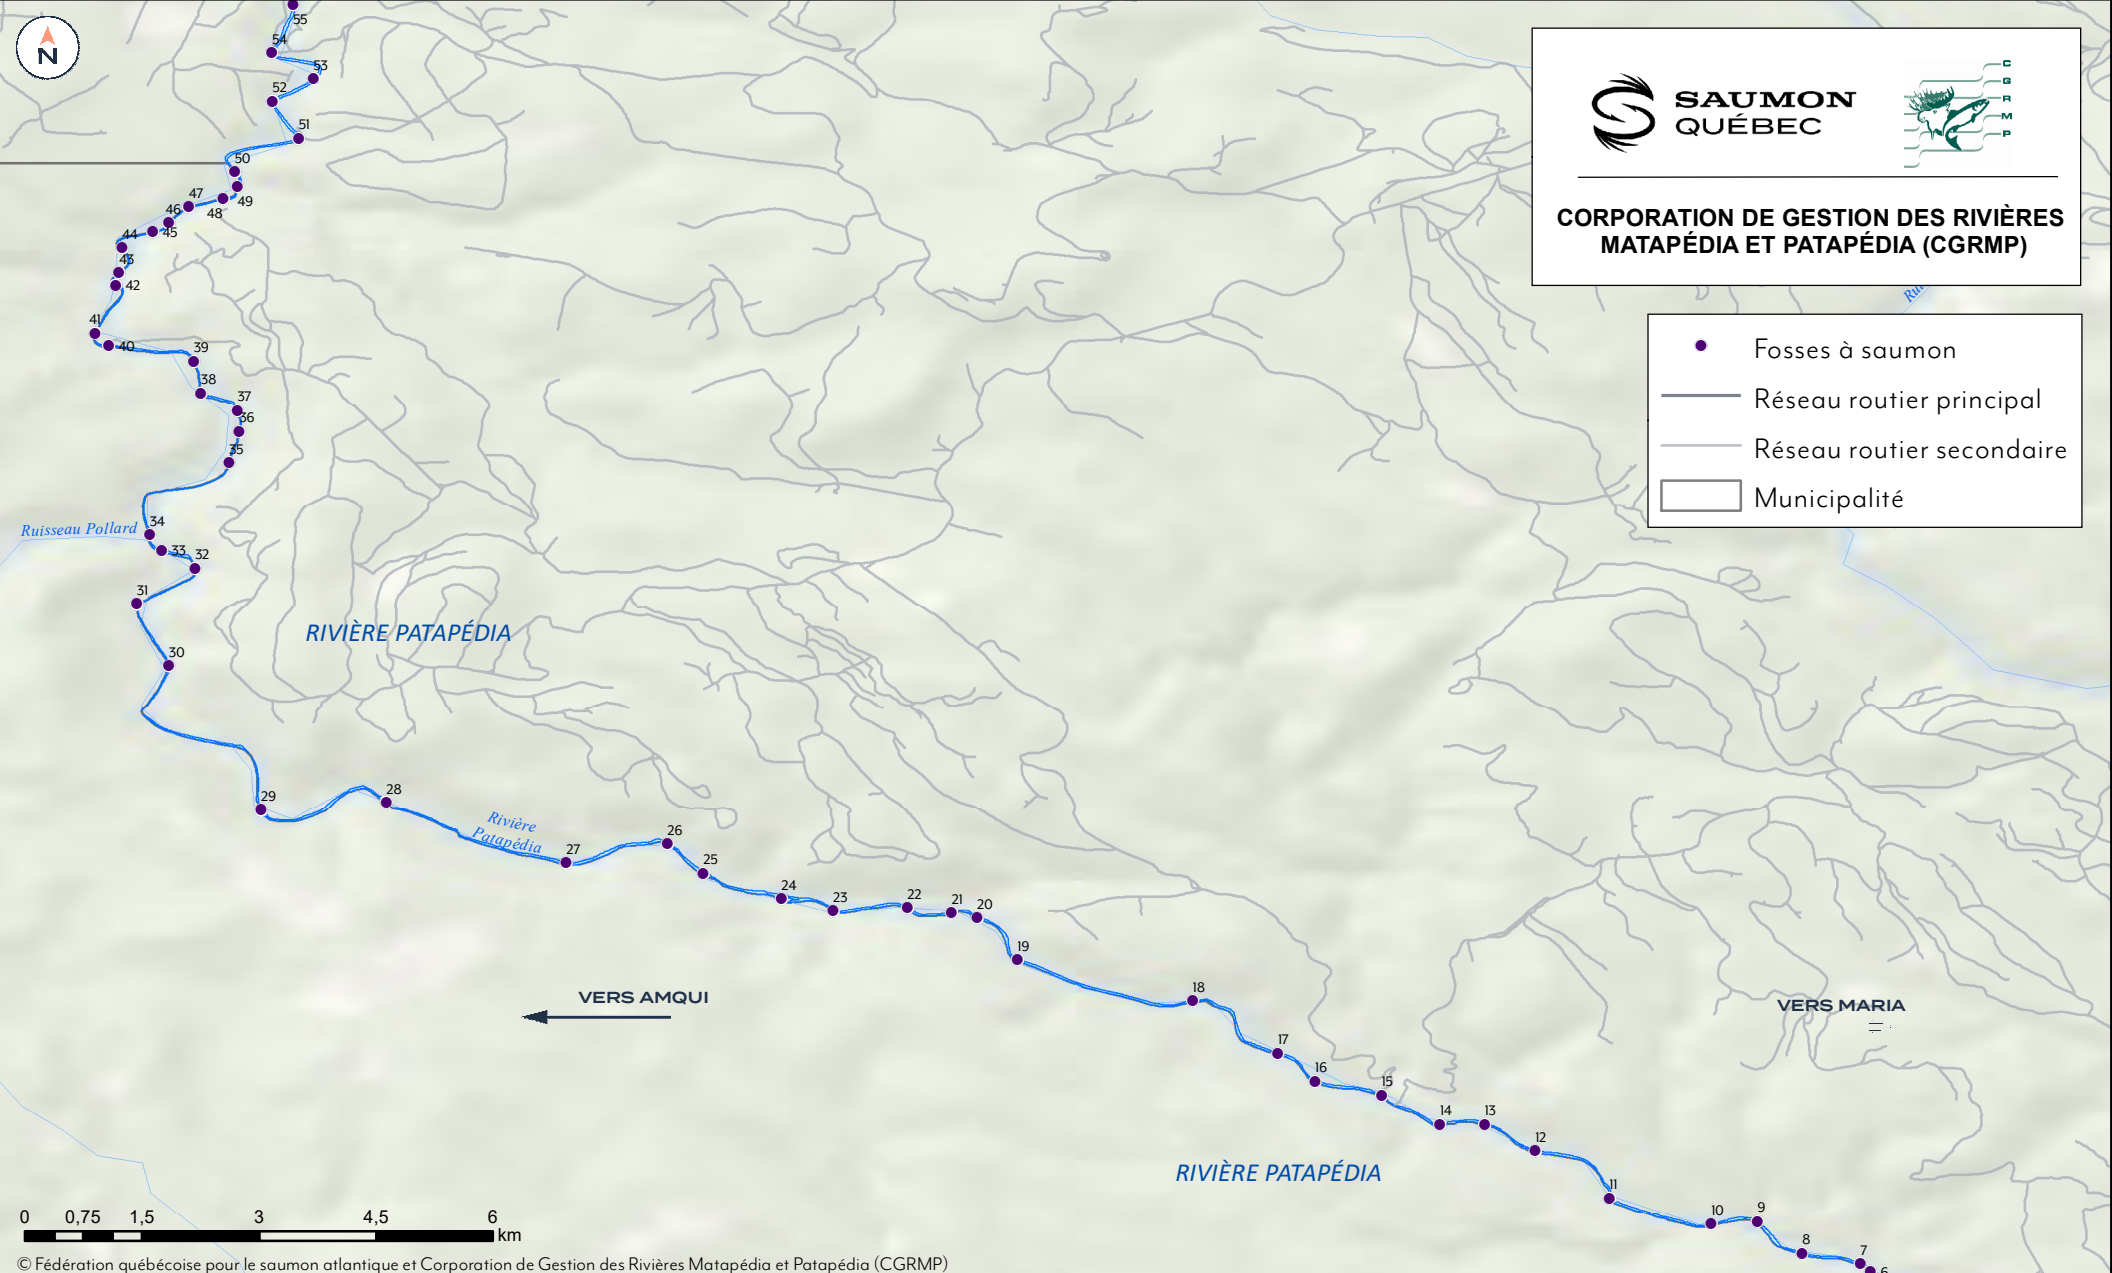 N
55
54
53
52
51
50
49
48
47
46
45
44
43
42
41
40
39
38
37
36
35
34
33
32
31
30
29
28
27
26
25
24
23
22
21
20
19
18
17
16
15
14
13
12
11
10
9
8
7
6
SAUMON
QUÉBEC
C
G
R
M
P
CORPORATION DE GESTION DES RIVIÈRES
MATAPÉDIA ET PATAPÉDIA (CGRMP)
Fosses à saumon
Réseau routier principal
Réseau routier secondaire
Municipalité
Ruisseau Pollard
RIVIÈRE PATAPÉDIA
Rivière
Patapédia
VERS AMQUI
VERS MARIA
RIVIÈRE PATAPÉDIA
0 0,75 1,5 3 4,5 6
km
© Fédération québécoise pour le saumon atlantique et Corporation de Gestion des Rivières Matapédia et Patapédia (CGRMP)